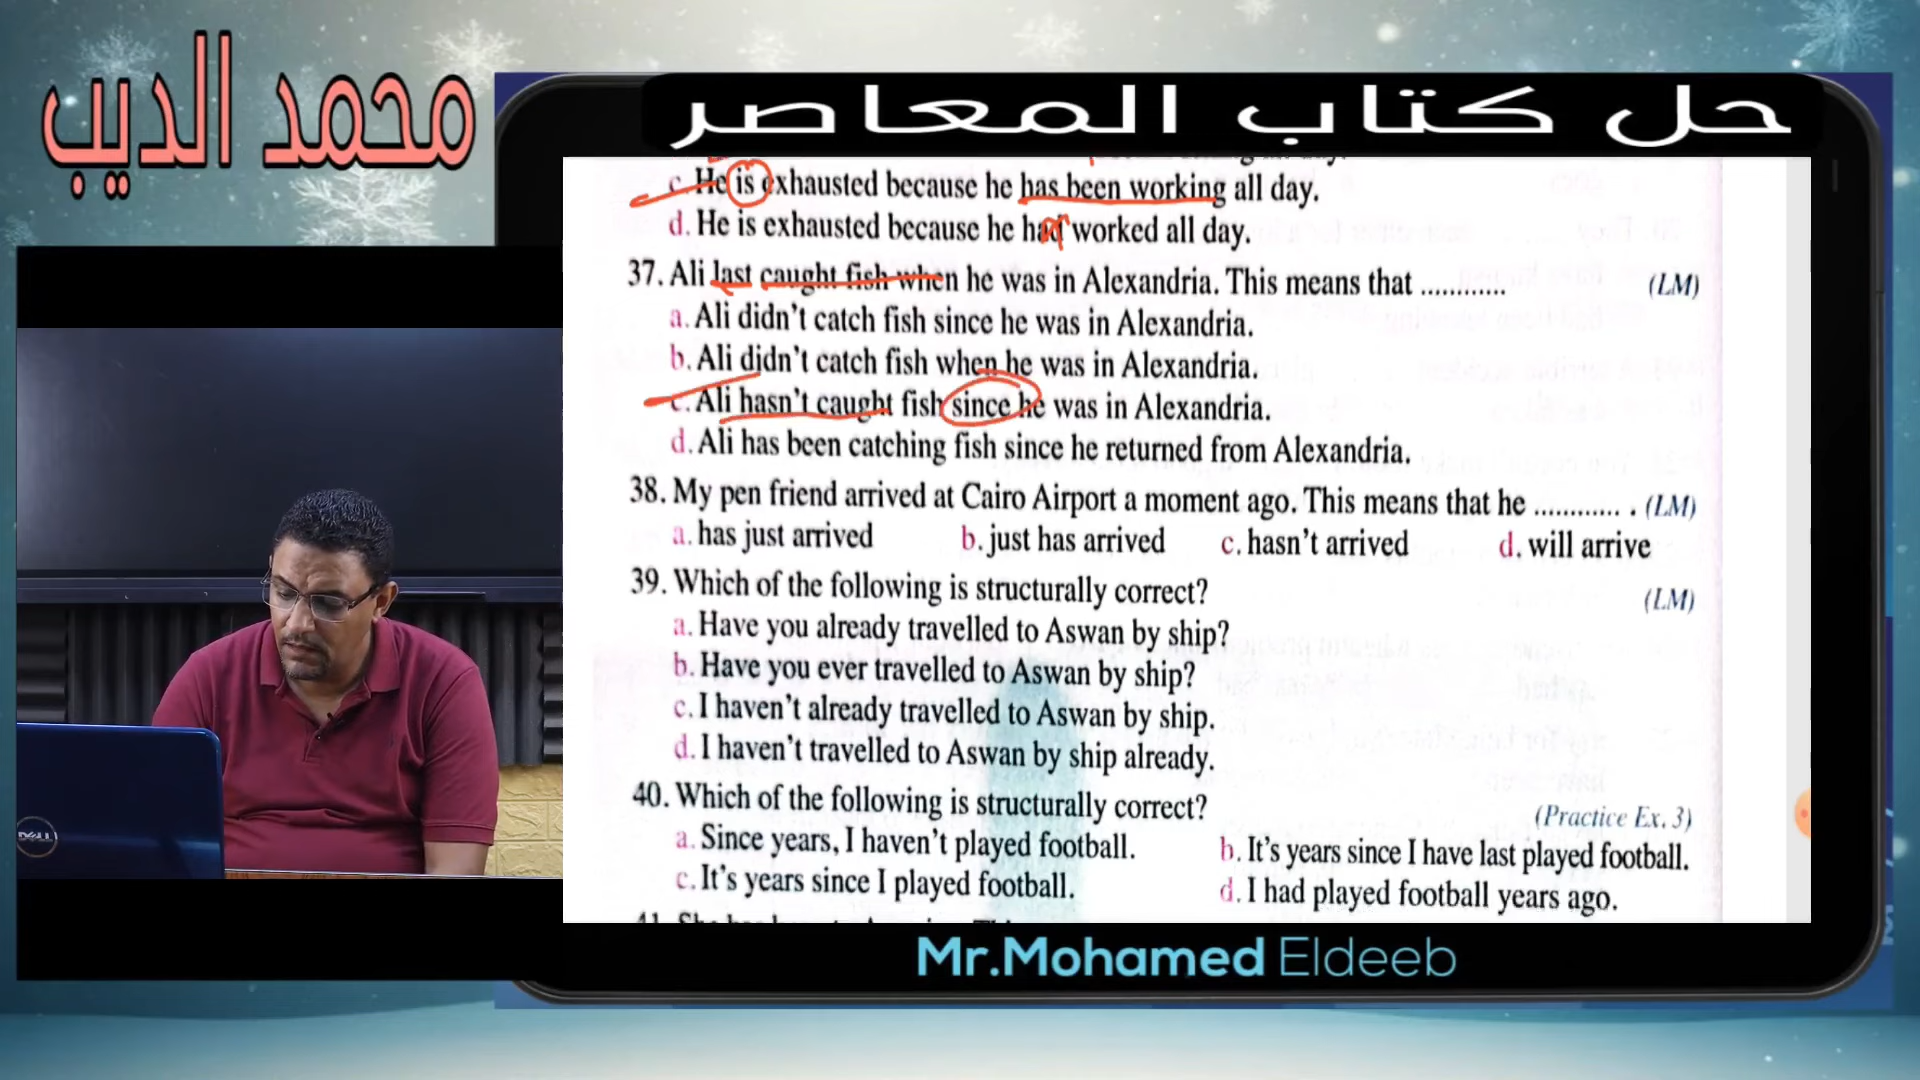 محمد الديب
حل كتاب المعاصر
c. He is exhausted because he has been working all day.
d. He is exhausted because he had worked all day.
37. Ali last caught fish when he was in Alexandria. This means that ............ (LM)
a. Ali didn't catch fish since he was in Alexandria.
b. Ali didn't catch fish when he was in Alexandria.
c. Ali hasn't caught fish since he was in Alexandria.
d. Ali has been catching fish since he returned from Alexandria.
38. My pen friend arrived at Cairo Airport a moment ago. This means that he ............ . (LM)
a. has just arrived b. just has arrived c. hasn't arrived d. will arrive
39. Which of the following is structurally correct? (LM)
a. Have you already travelled to Aswan by ship?
b. Have you ever travelled to Aswan by ship?
c. I haven't already travelled to Aswan by ship.
d. I haven't travelled to Aswan by ship already.
40. Which of the following is structurally correct? (Practice Ex. 3)
a. Since years, I haven't played football. b. It's years since I have last played football.
c. It's years since I played football. d. I had played football years ago.
DELL
Mr.Mohamed Eldeeb